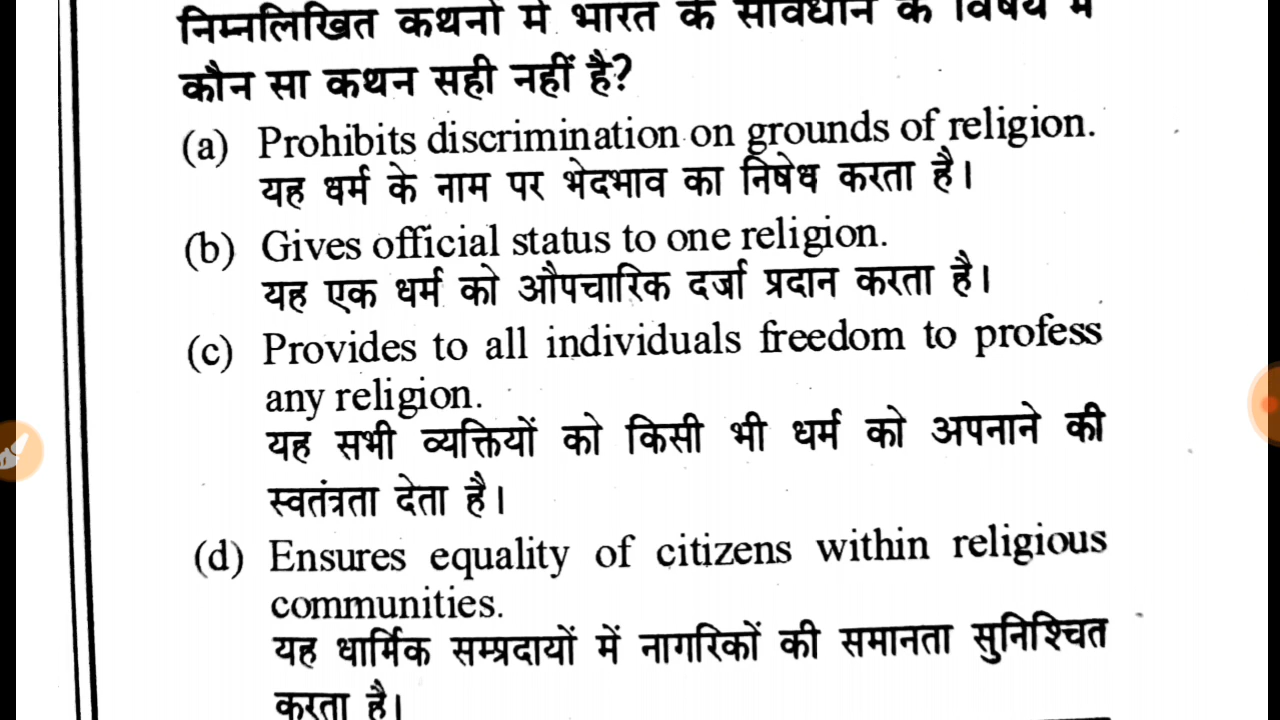 निम्नलिखित कथनों में भारत के संविधान के विषय में
कौन सा कथन सही नहीं है?
(a) Prohibits discrimination on grounds of religion.
यह धर्म के नाम पर भेदभाव का निषेध करता है।
(b) Gives official status to one religion.
यह एक धर्म को औपचारिक दर्जा प्रदान करता है।
(c) Provides to all individuals freedom to profess
any religion.
यह सभी व्यक्तियों को किसी भी धर्म को अपनाने की
स्वतंत्रता देता है।
(d) Ensures equality of citizens within religious
communities.
यह धार्मिक सम्प्रदायों में नागरिकों की समानता सुनिश्चित
करता है।